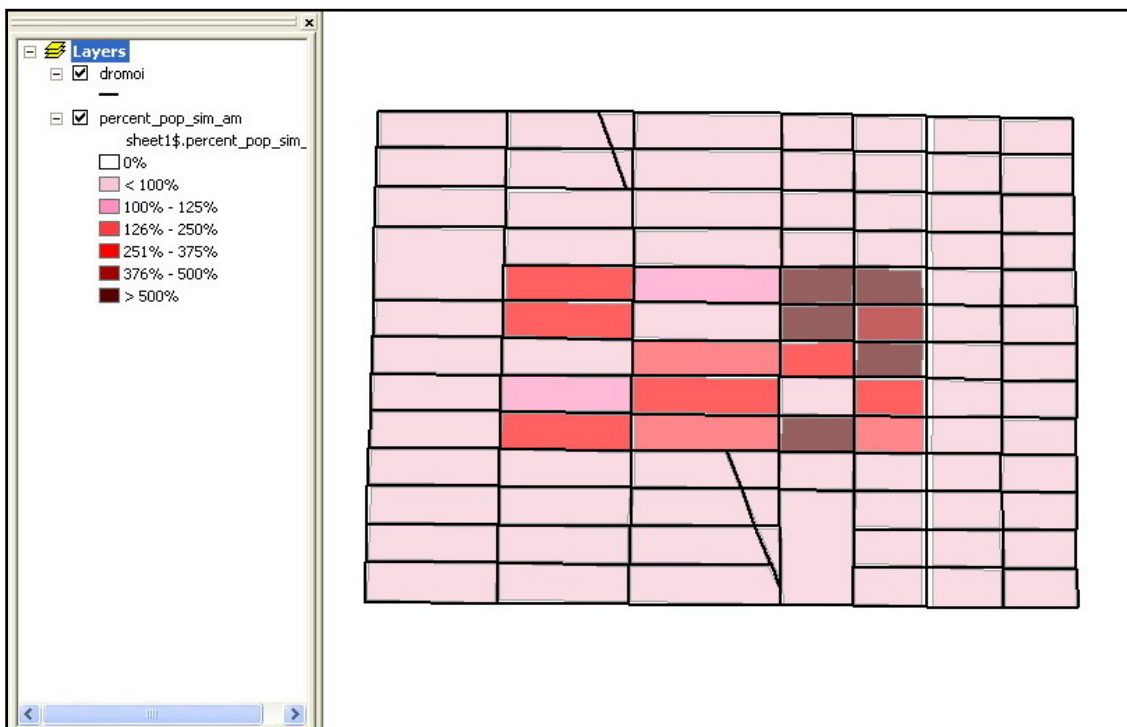 Layers
dromoi
percent_pop_sim_am
sheet1$.percent_pop_sim_
0%
< 100%
100% - 125%
126% - 250%
251% - 375%
376% - 500%
> 500%